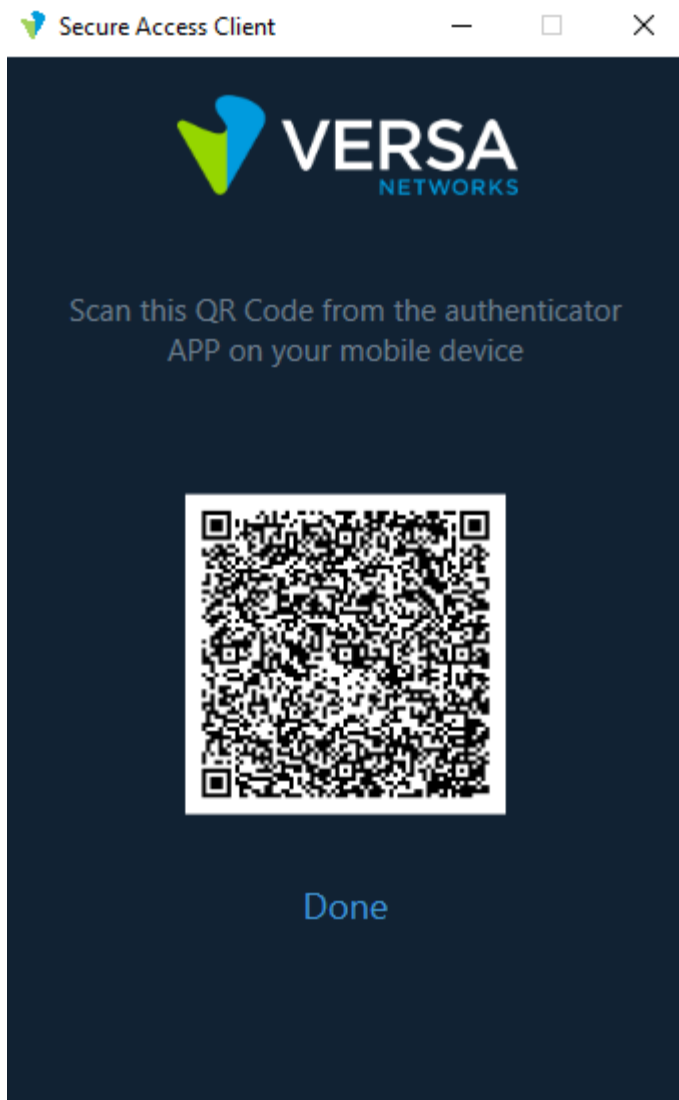 Secure Access Client
VERSA
NETWORKS
Scan this QR Code from the authenticator
APP on your mobile device
Done